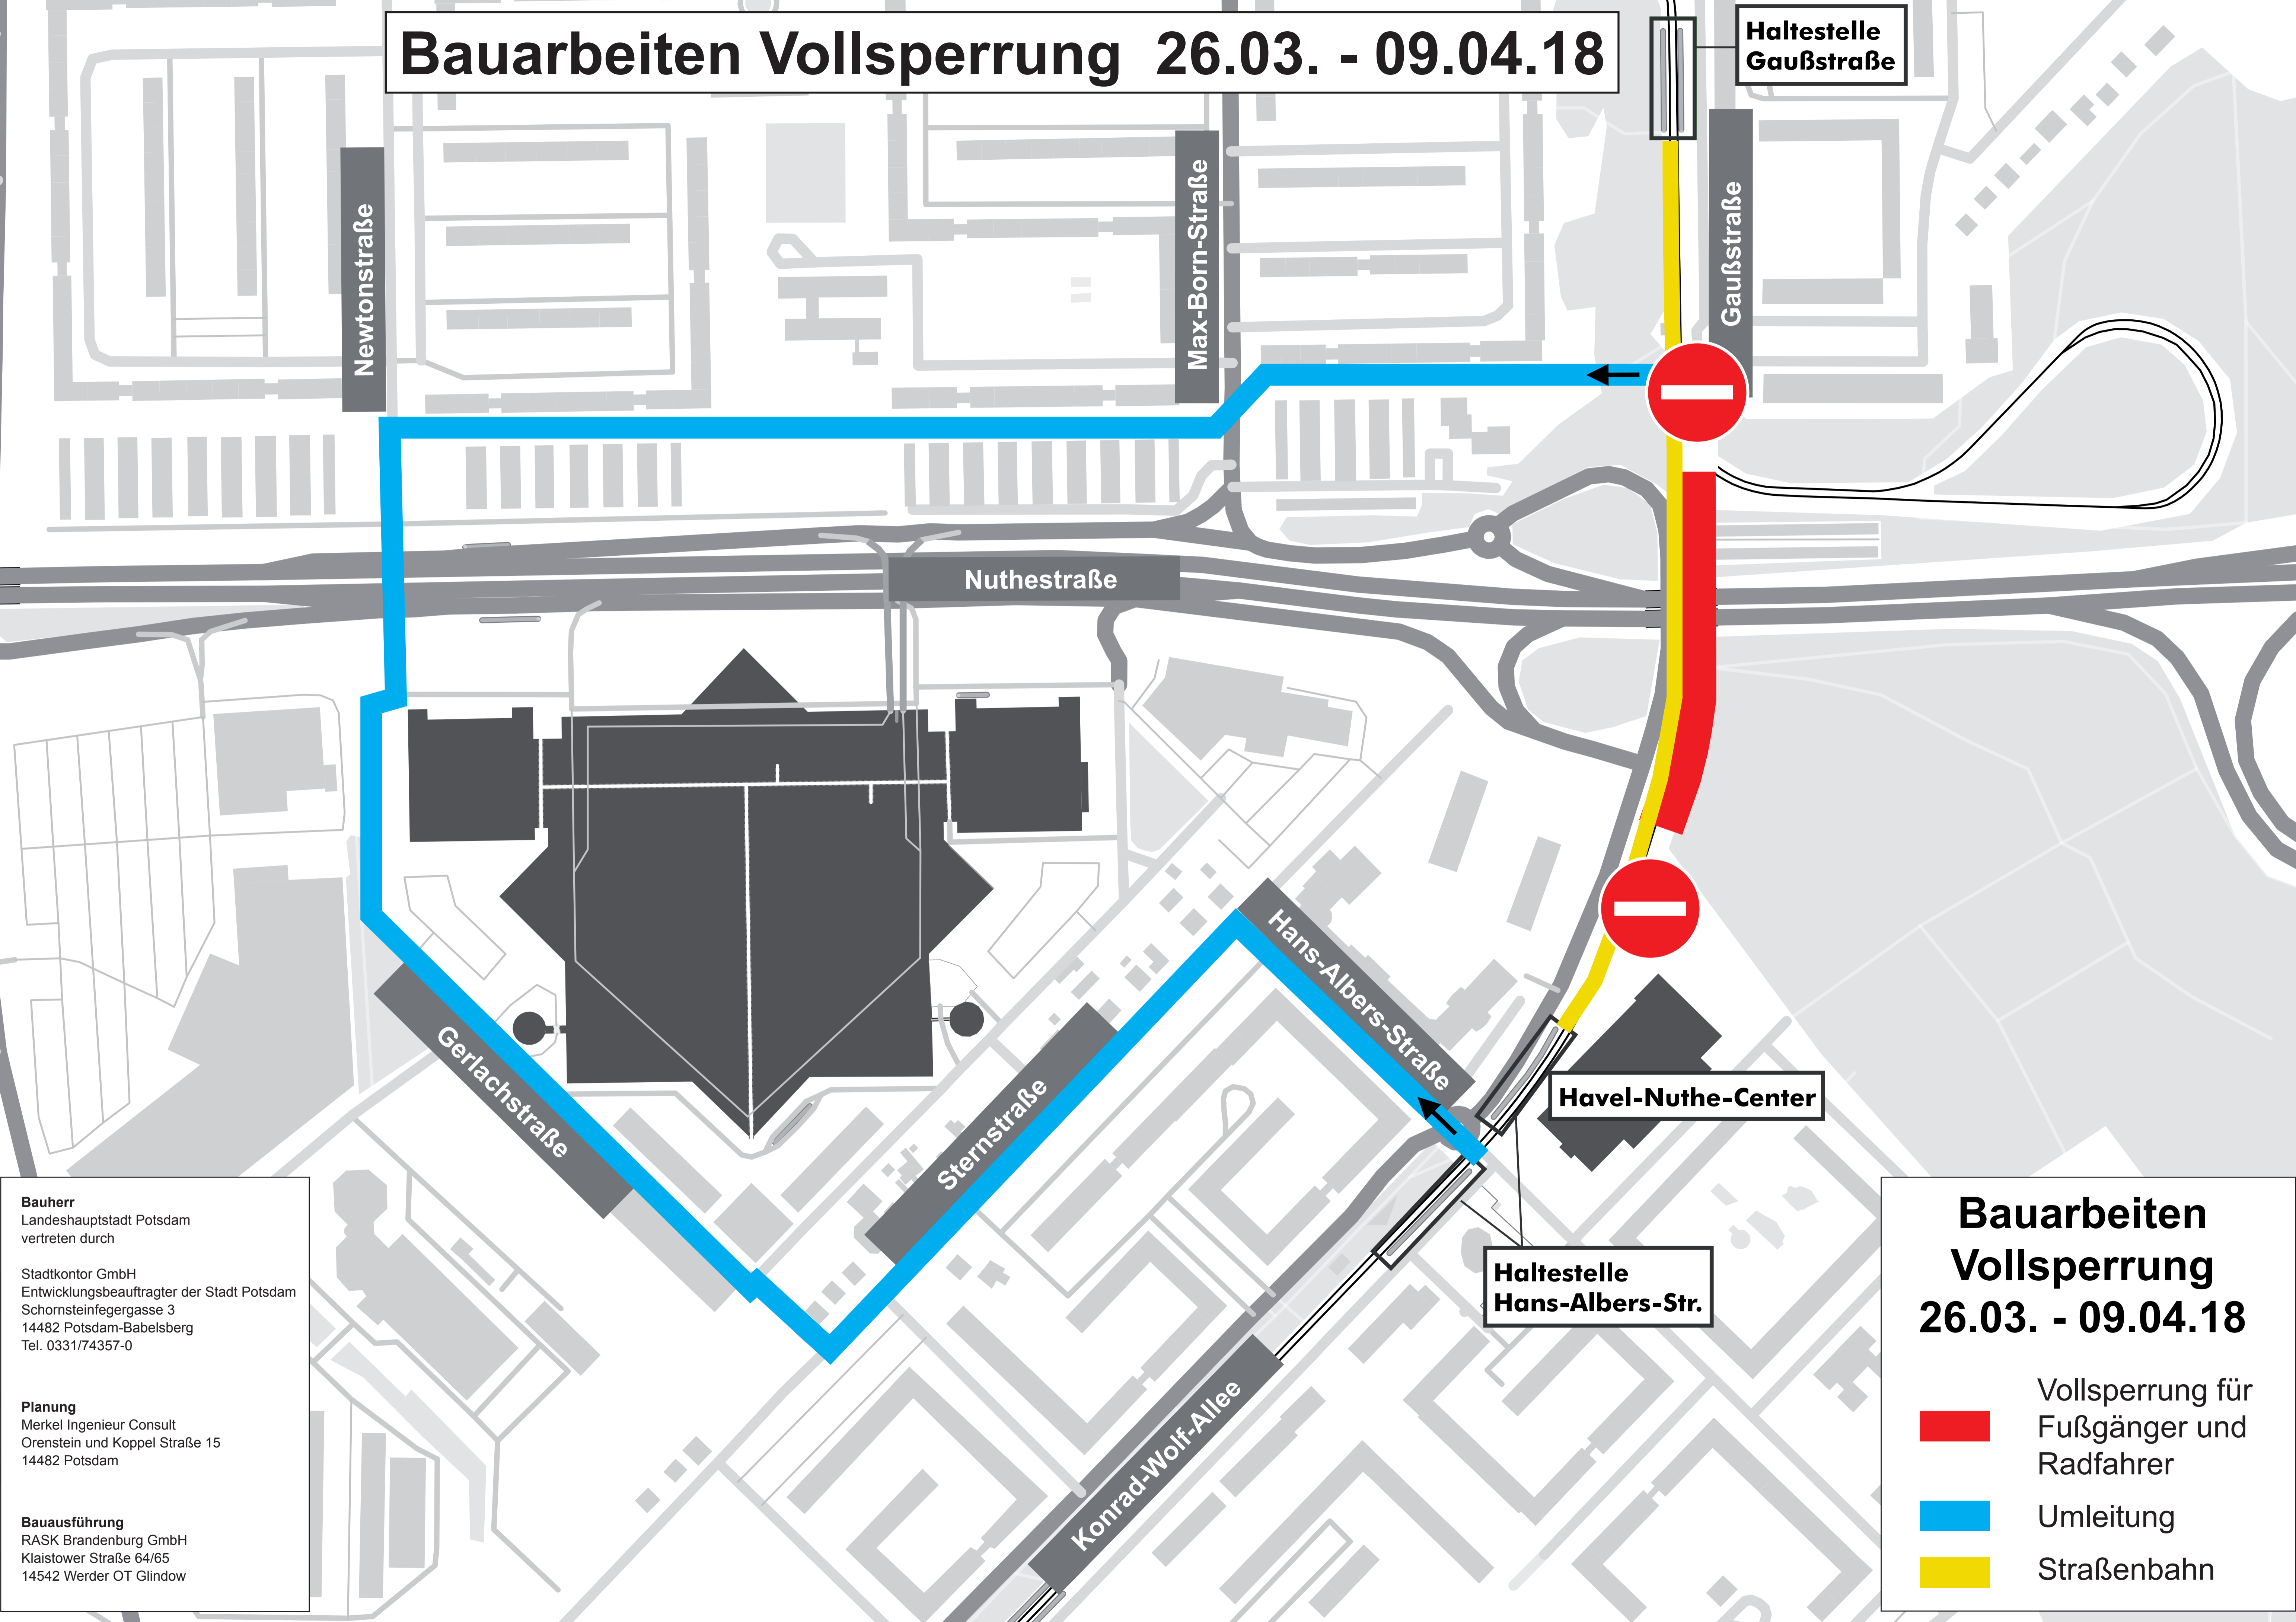 Bauarbeiten Vollsperrung 26.03. - 09.04.18
Haltestelle
Gaußstraße
Newtonstraße
Max-Born-Straße
Gaußstraße
Nuthestraße
Hans-Albers-Straße
Gerlachstraße
Sternstraße
Havel-Nuthe-Center
Haltestelle
Hans-Albers-Str.
Konrad-Wolf-Allee
Bauherr
Landeshauptstadt Potsdam
vertreten durch
Stadtkontor GmbH
Entwicklungsbeauftragter der Stadt Potsdam
Schornsteinfegergasse 3
14482 Potsdam-Babelsberg
Tel. 0331/74357-0
Planung
Merkel Ingenieur Consult
Orenstein und Koppel Straße 15
14482 Potsdam
Bauausführung
RASK Brandenburg GmbH
Klaistower Straße 64/65
14542 Werder OT Glindow
Bauarbeiten
Vollsperrung
26.03. - 09.04.18
Vollsperrung für
Fußgänger und
Radfahrer
Umleitung
Straßenbahn